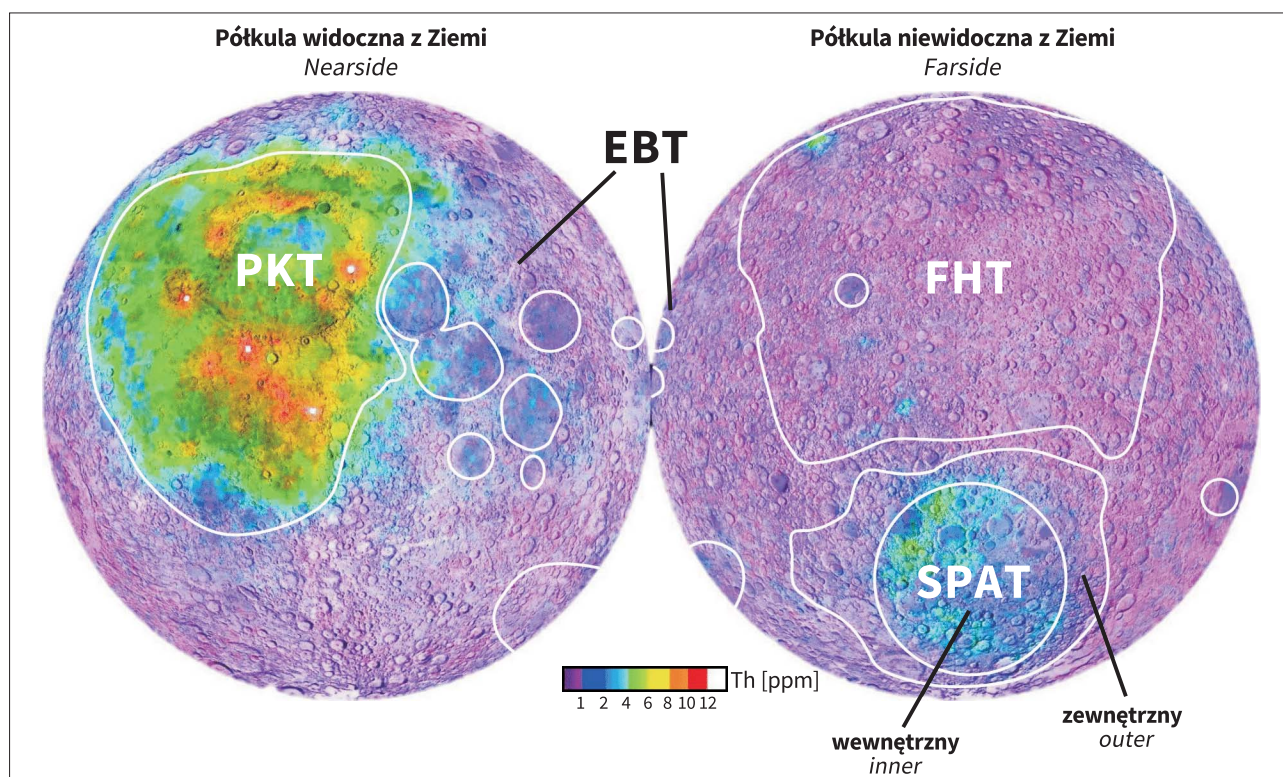 Półkula widoczna z Ziemi
Nearside
Półkula niewidoczna z Ziemi
Farside
EBT
PKT
FHT
SPAT
Th [ppm]
1 2 4 6 8 10 12
wewnętrzny
inner
zewnętrzny
outer